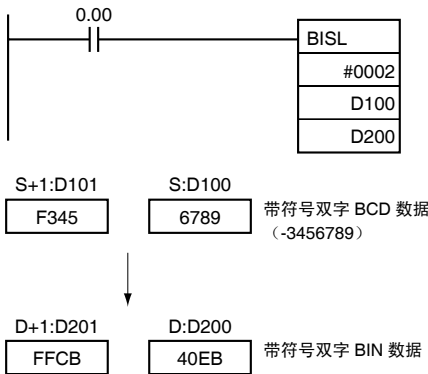 0.00
BISL
#0002
D100
D200
S+1:D101 S:D100
F345 6789 带符号双字 BCD 数据
（-3456789）
D+1:D201 D:D200
FFCB 40EB 带符号双字 BIN 数据